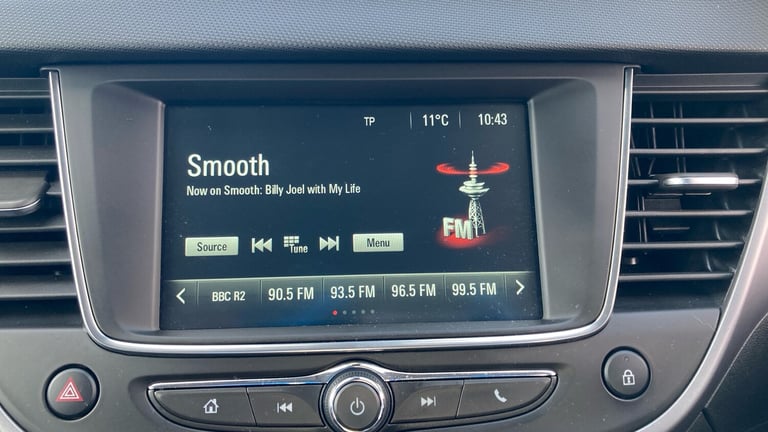 TP 11°C 10:43
Smooth
Now on Smooth: Billy Joel with My Life
FM
Source Tune Menu
BBC R2 90.5 FM 93.5 FM 96.5 FM 99.5 FM